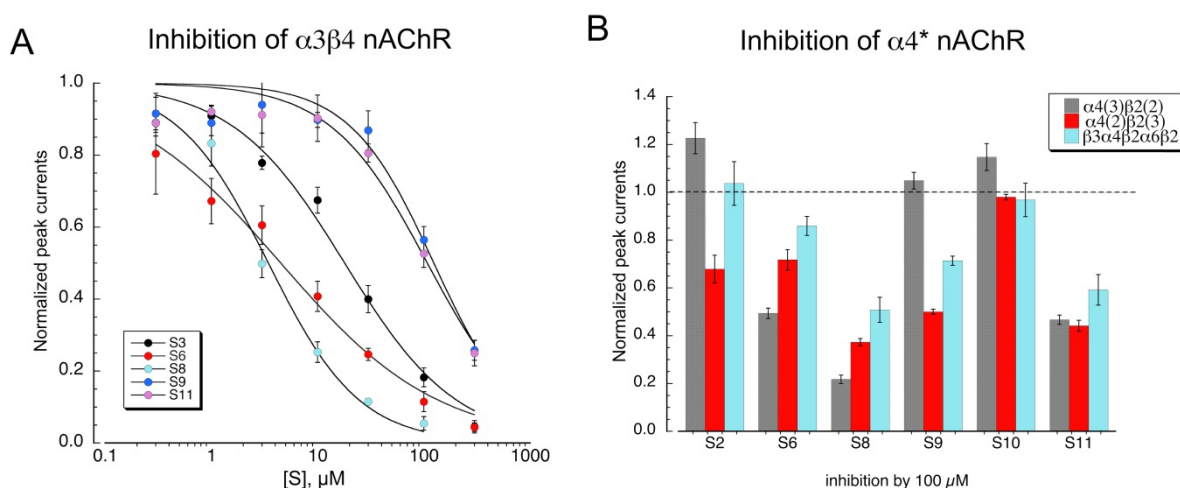 A
Inhibition of α3β4 nAChR
Normalized peak currents
1.0
0.8
0.6
0.4
0.2
0.0
S3
S6
S8
S9
S11
0.1
1
10
100
1000
[S], µM
B
Inhibition of α4* nAChR
α4(3)β2(2)
α4(2)β2(3)
β3α4β2α6β2
Normalized peak currents
1.4
1.2
1.0
0.8
0.6
0.4
0.2
0.0
S2
S6
S8
S9
S10
S11
inhibition by 100 µM